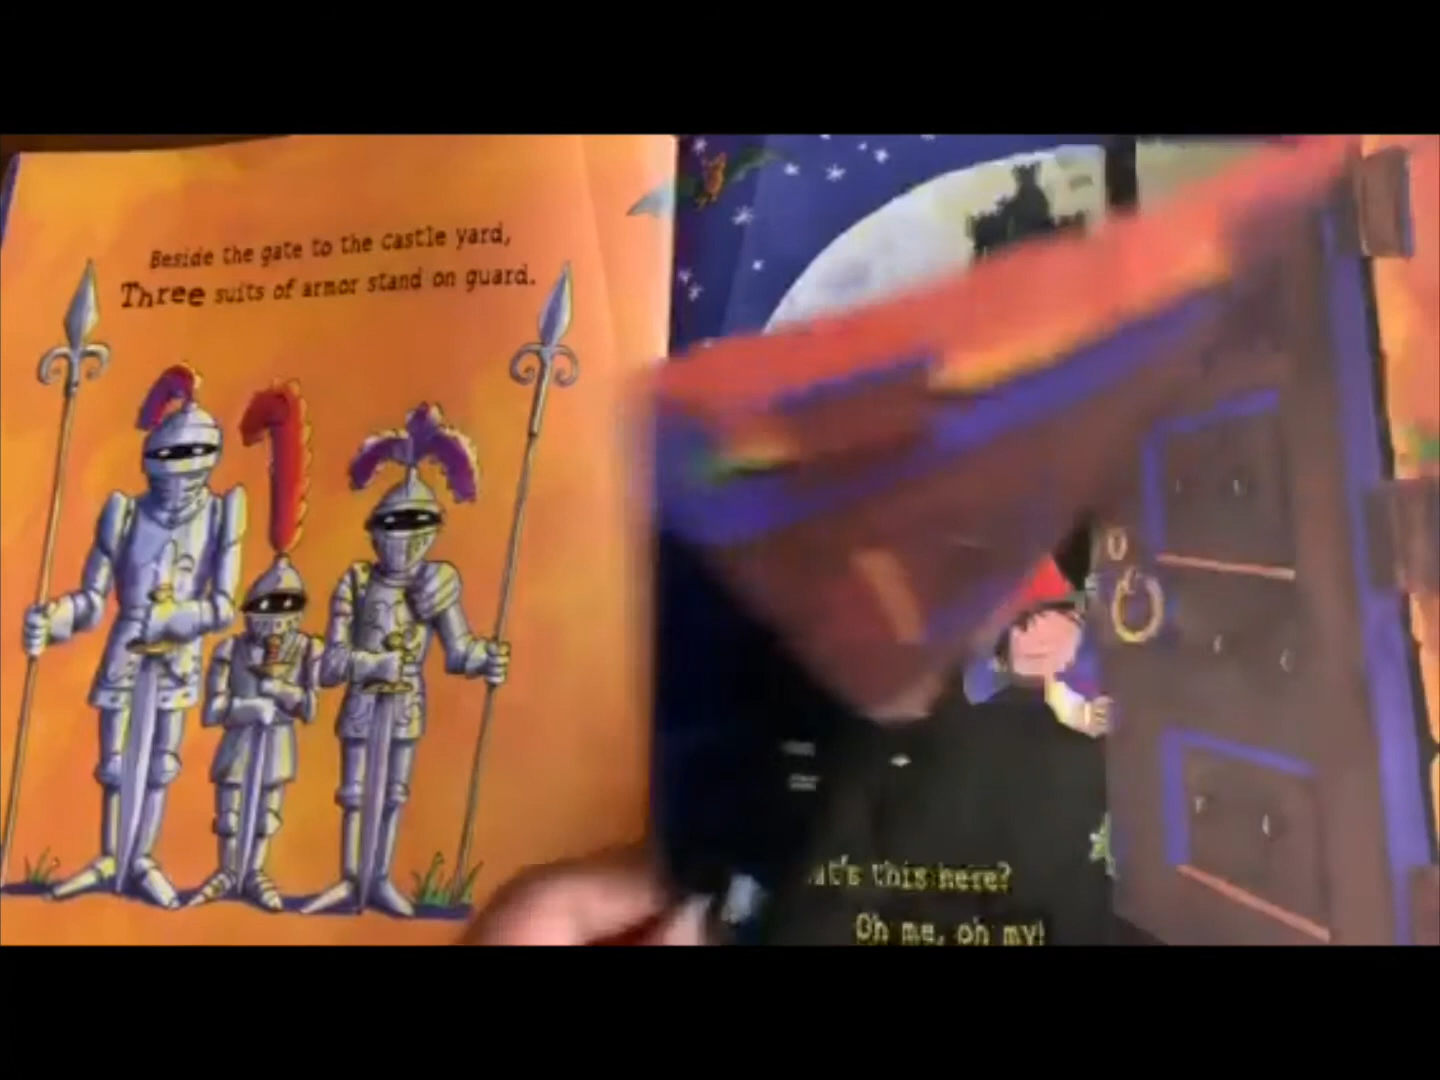 Beside the gate to the castle yard,
Three suits of armor stand on guard.
this here?
Oh me, oh my!